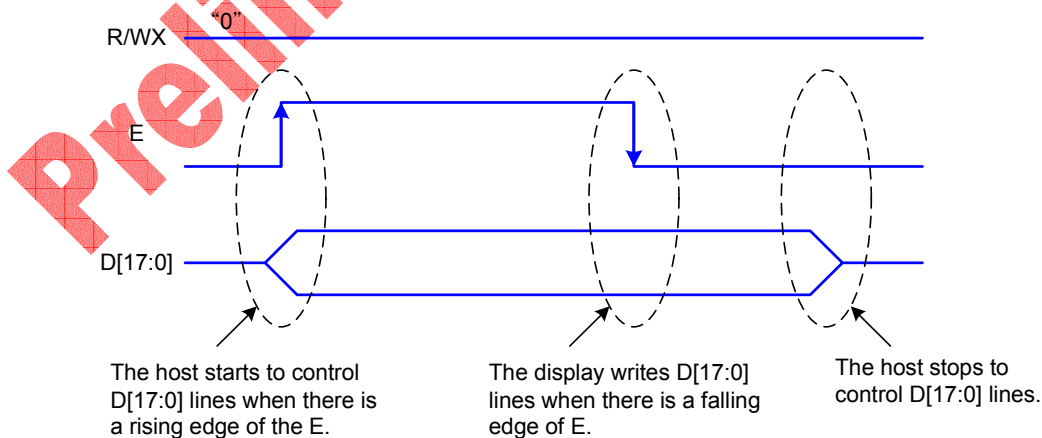 “0”
R/WX
E
D[17:0]
The host starts to control
D[17:0] lines when there is
a rising edge of the E.
The display writes D[17:0]
lines when there is a falling
edge of E.
The host stops to
control D[17:0] lines.